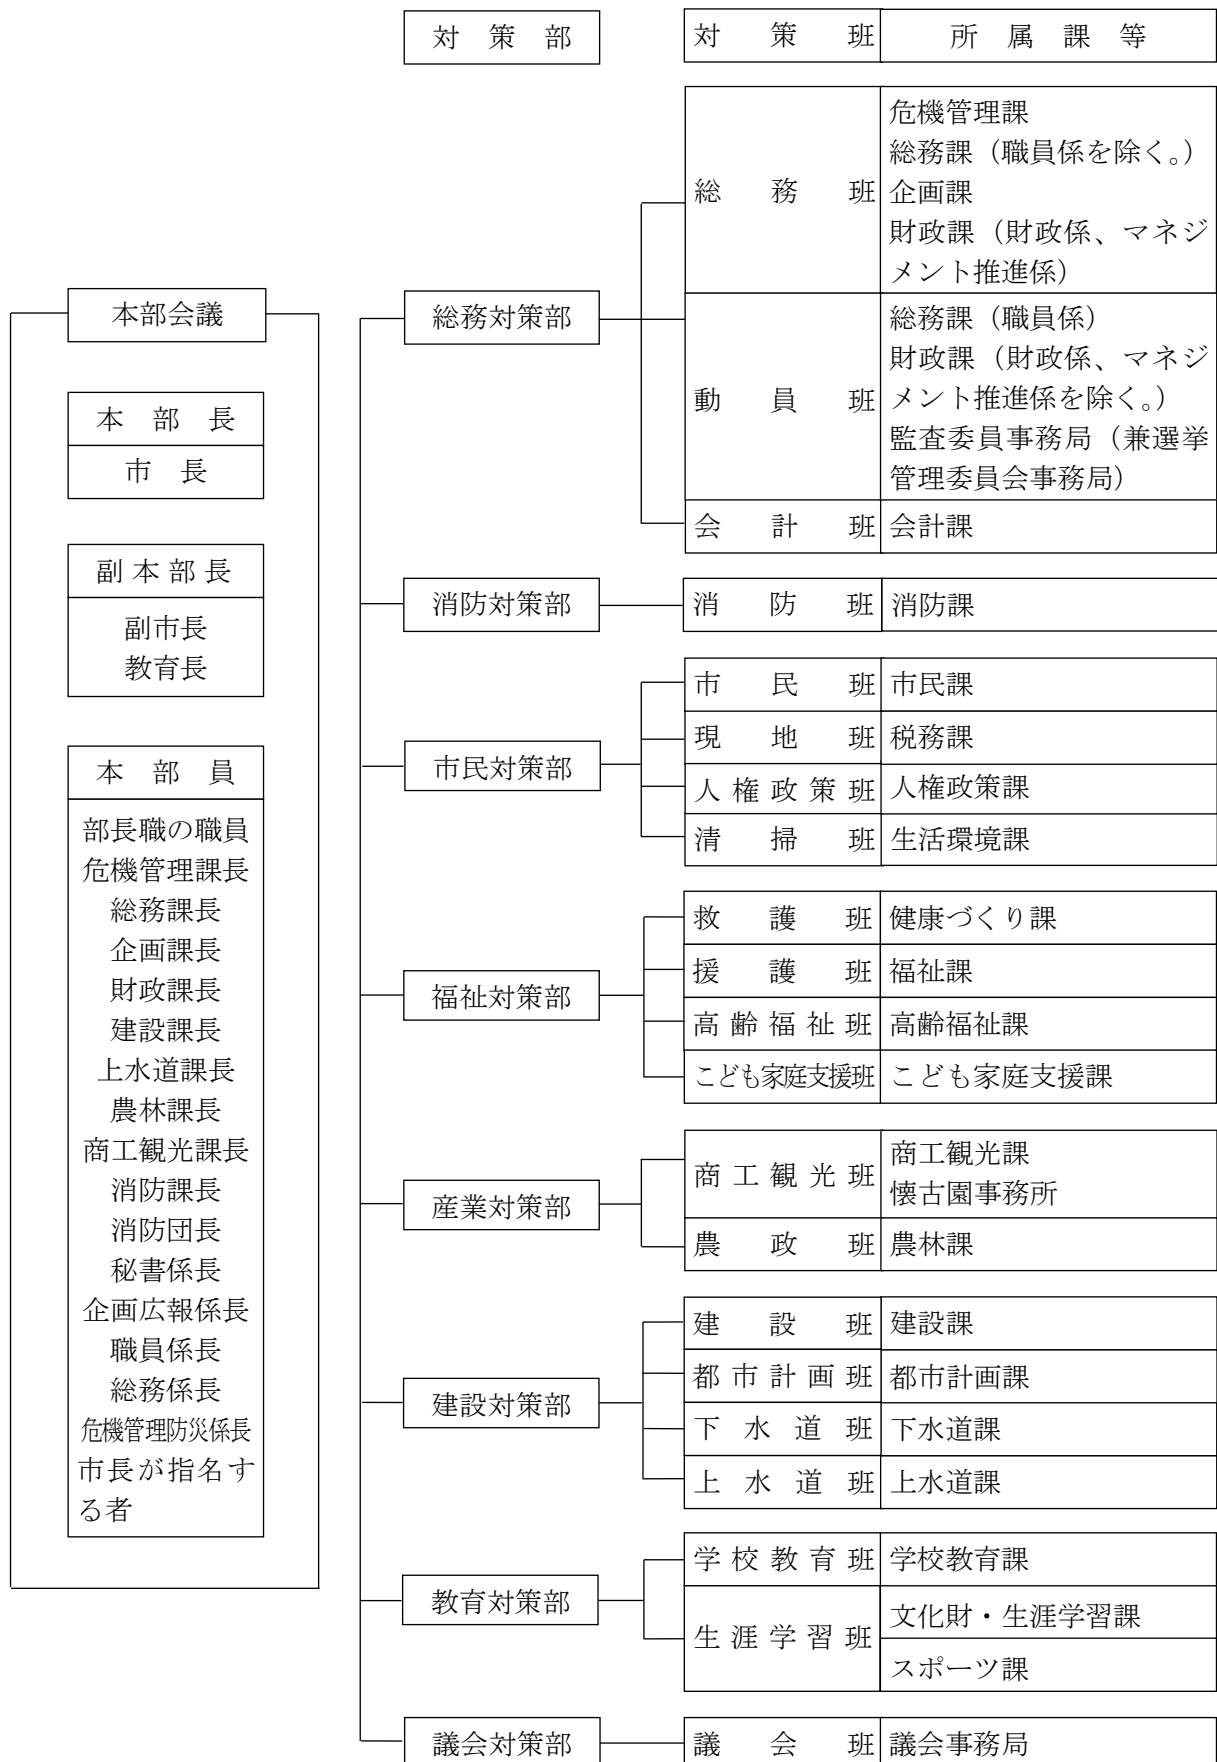 対策部
対策班 所属課等
本部会議
本部長
市長
副本部長
副市長
教育長
本部員
部長職の職員
危機管理課長
総務課長
企画課長
財政課長
建設課長
上水道課長
農林課長
商工観光課長
消防課長
消防団長
秘書係長
企画広報係長
職員係長
総務係長
危機管理防災係長
市長が指名す
る者
総務対策部
総務班
危機管理課
総務課（職員係を除く。）
企画課
財政課（財政係、マネジ
メント推進係）
動員班
総務課（職員係）
財政課（財政係、マネジ
メント推進係を除く。）
監査委員事務局（兼選挙
管理委員会事務局）
会計班 会計課
消防対策部
消防班 消防課
市民対策部
市民班 市民課
現地班 税務課
人権政策班 人権政策課
清掃班 生活環境課
福祉対策部
救護班 健康づくり課
援護班 福祉課
高齢福祉班 高齢福祉課
こども家庭支援班 こども家庭支援課
産業対策部
商工観光班
商工観光課
懐古園事務所
農政班 農林課
建設対策部
建設班 建設課
都市計画班 都市計画課
下水道班 下水道課
上水道班 上水道課
教育対策部
学校教育班 学校教育課
生涯学習班
文化財・生涯学習課
スポーツ課
議会対策部
議会班 議会事務局